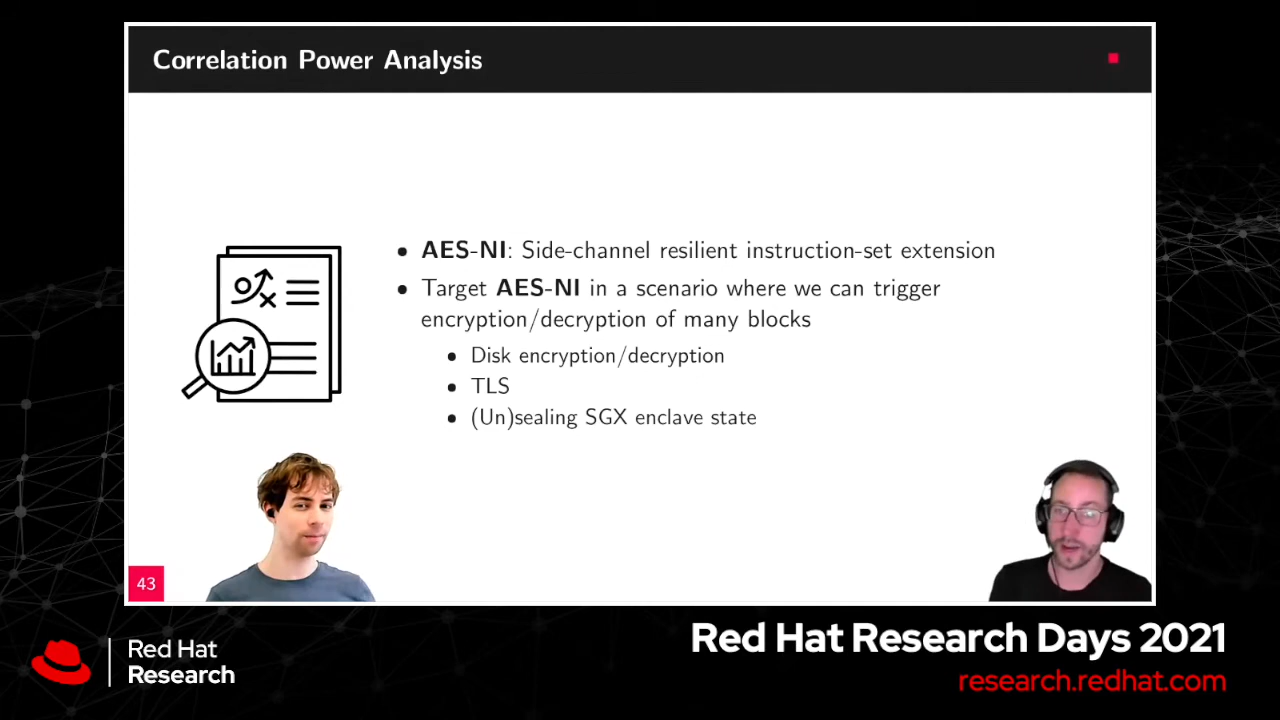 Correlation Power Analysis
• AES-NI: Side-channel resilient instruction-set extension
• Target AES-NI in a scenario where we can trigger
encryption/decryption of many blocks
• Disk encryption/decryption
• TLS
• (Un)sealing SGX enclave state
43
Red Hat
Research
Red Hat Research Days 2021
research.redhat.com